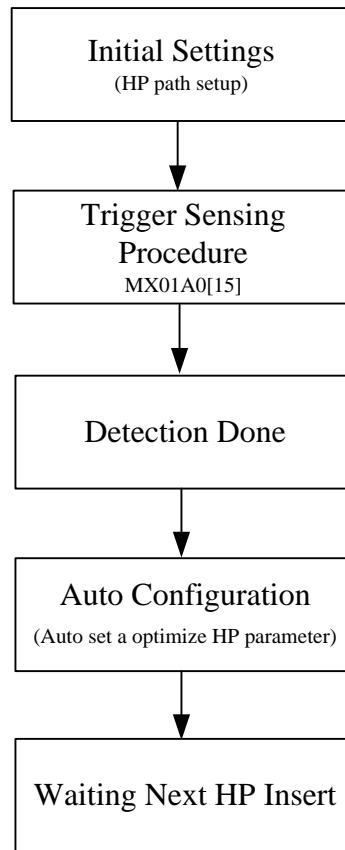 Initial Settings
(HP path setup)
Trigger Sensing
Procedure
MX01A0[15]
Detection Done
Auto Configuration
(Auto set a optimize HP parameter)
Waiting Next HP Insert